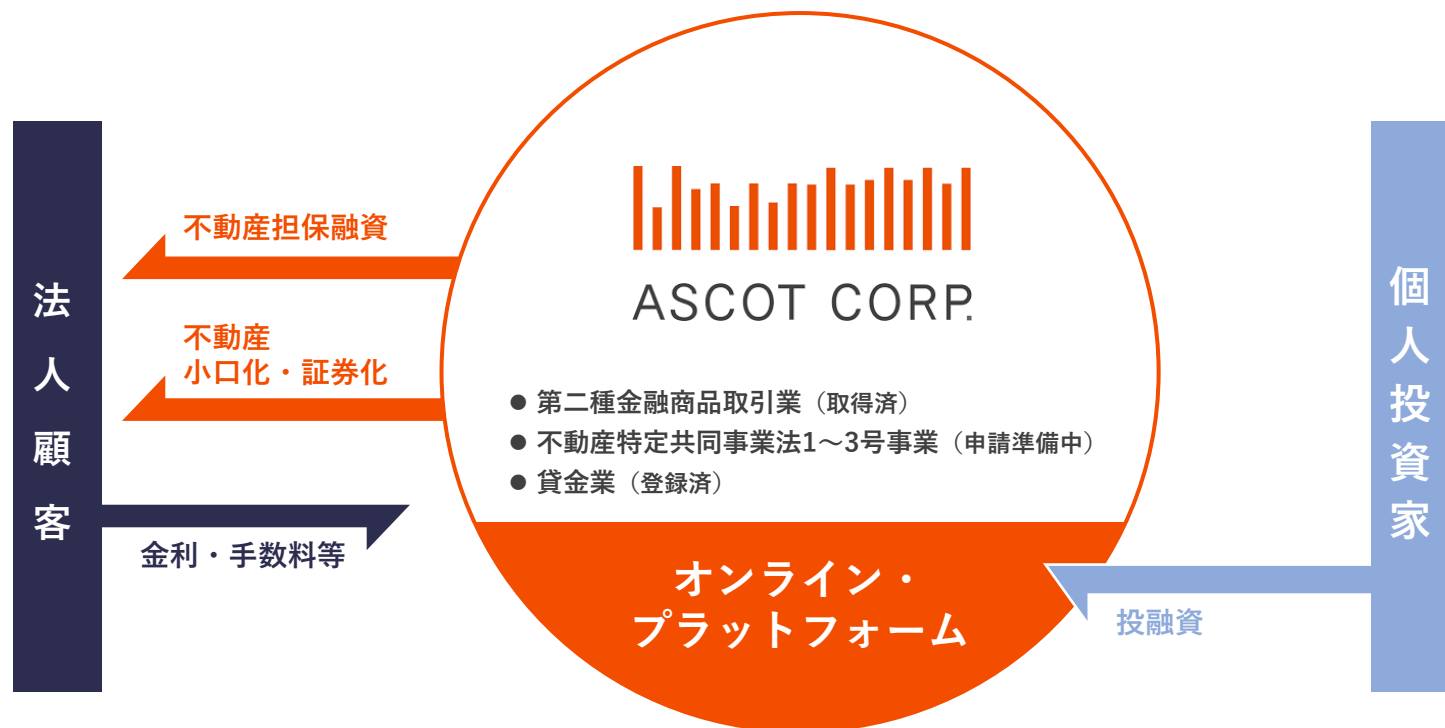 法人顧客
不動産担保融資
不動産
小口化・証券化
金利・手数料等
ASCOT CORP.
● 第二種金融商品取引業（取得済）
● 不動産特定共同事業法1〜3号事業（申請準備中）
● 貸金業（登録済）
オンライン・
プラットフォーム
投融資
個人投資家